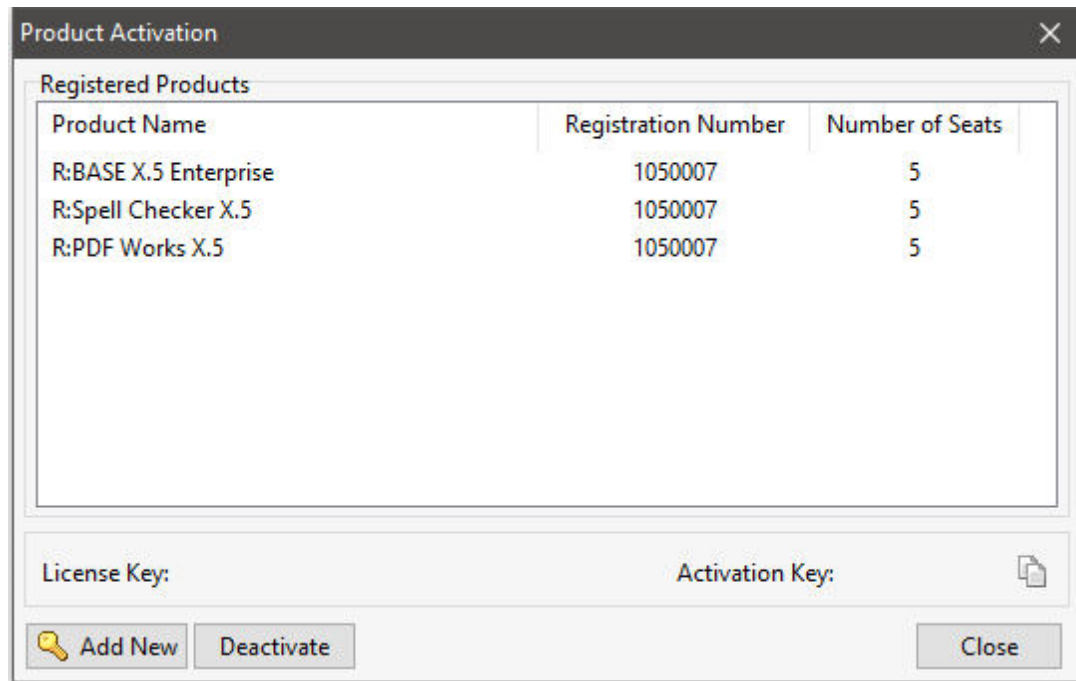 Product Activation
Registered Products
Product Name Registration Number Number of Seats
R:BASE X.5 Enterprise 1050007 5
R:Spell Checker X.5 1050007 5
R:PDF Works X.5 1050007 5
License Key: Activation Key:
Add New Deactivate Close